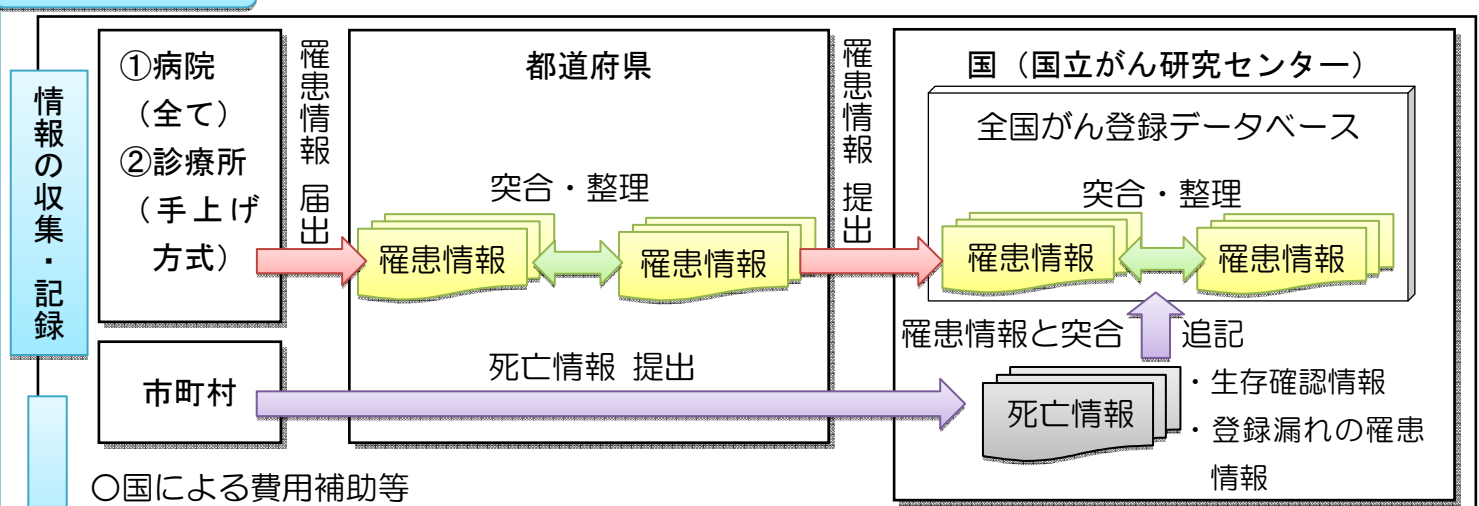 情報の収集・記録
①病院
（全て）
②診療所
（手上げ
方式）
罹患情報 届出
都道府県
突合・整理
罹患情報
罹患情報
罹患情報 提出
国（国立がん研究センター）
全国がん登録データベース
突合・整理
罹患情報
罹患情報
罹患情報と突合
追記
市町村
死亡情報 提出
死亡情報
・生存確認情報
・登録漏れの罹患
情報
〇国による費用補助等